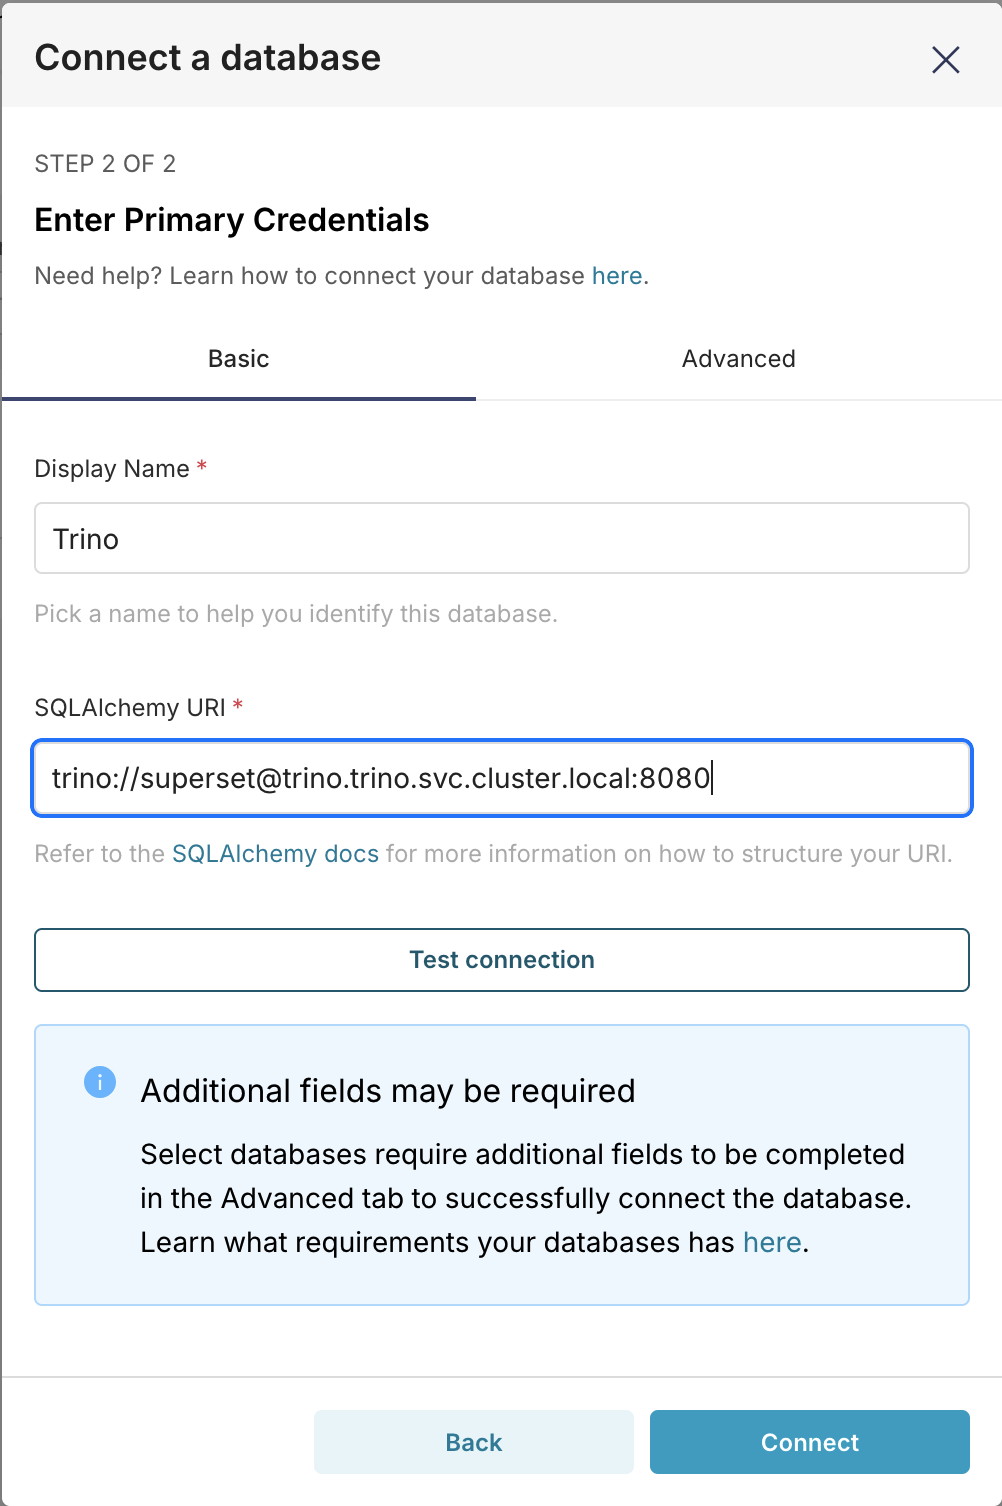 Connect a database
STEP 2 OF 2
Enter Primary Credentials
Need help? Learn how to connect your database here.
Basic
Advanced
Display Name *
Trino
Pick a name to help you identify this database.
SQLAlchemy URI *
trino://superset@trino.trino.svc.cluster.local:8080
Refer to the SQLAlchemy docs for more information on how to structure your URI.
Test connection
Additional fields may be required
Select databases require additional fields to be completed
in the Advanced tab to successfully connect the database.
Learn what requirements your databases has here.
Back
Connect